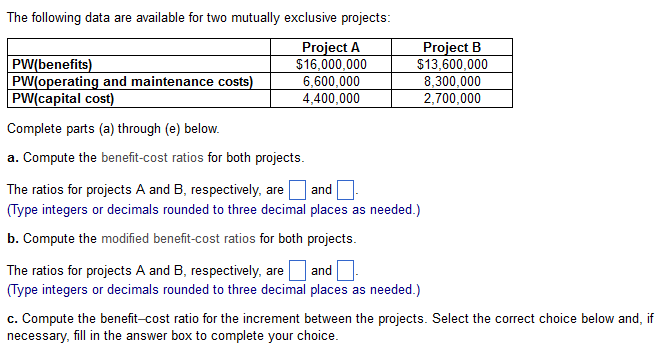 The following data are available for two mutually exclusive projects:
Project A Project B
PW(benefits) $16,000,000 $13,600,000
PW(operating and maintenance costs) 6,600,000 8,300,000
PW(capital cost) 4,400,000 2,700,000
Complete parts (a) through (e) below.
a. Compute the benefit-cost ratios for both projects.
The ratios for projects A and B, respectively, are and .
(Type integers or decimals rounded to three decimal places as needed.)
b. Compute the modified benefit-cost ratios for both projects.
The ratios for projects A and B, respectively, are and .
(Type integers or decimals rounded to three decimal places as needed.)
c. Compute the benefit–cost ratio for the increment between the projects. Select the correct choice below and, if
necessary, fill in the answer box to complete your choice.